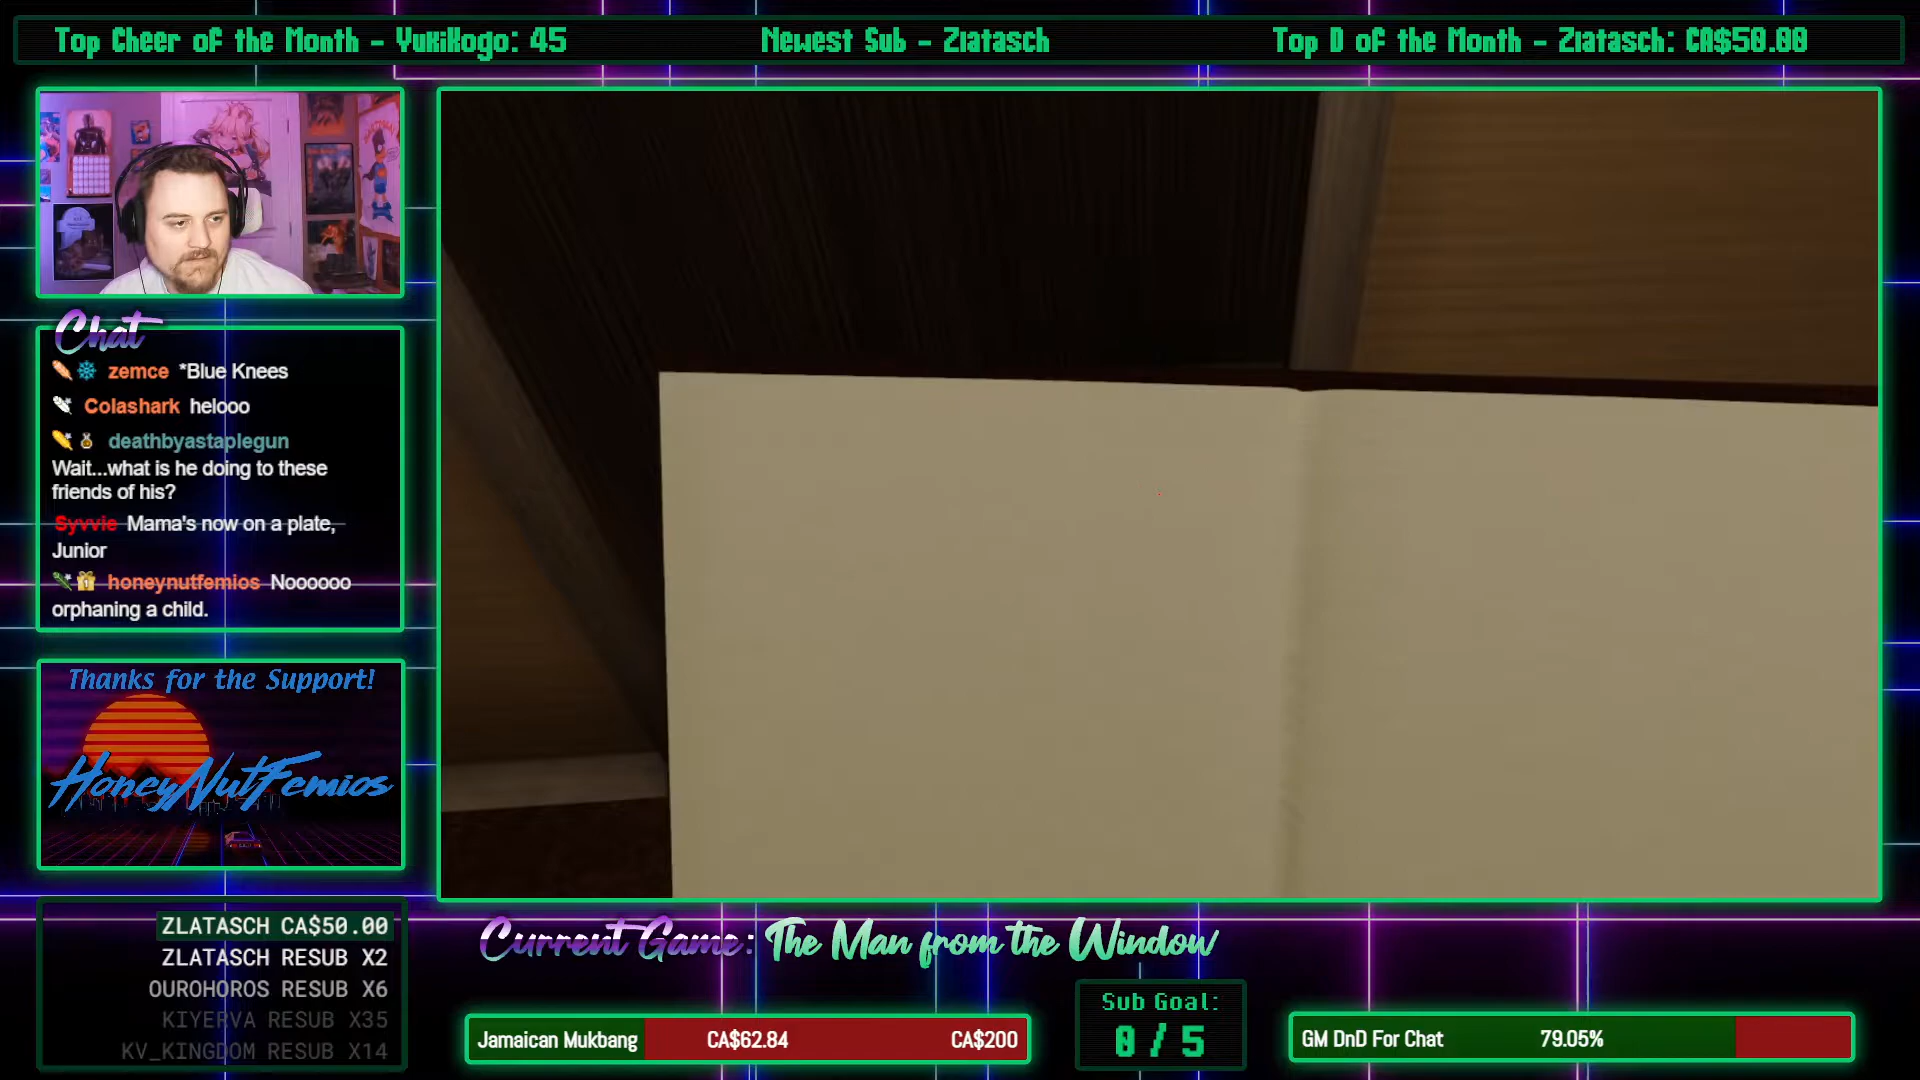 Top Cheer of the Month - Yukikogo: 45
Newest Sub - Zlatasch
Top D of the Month - Zlatasch: CA$50.00
Chat
zemce *Blue Knees
Colashark helooo
deathbyastaplegun
Wait...what is he doing to these
friends of his?
Syvvie Mama's now on a plate,
Junior
honeynutfemios Noooooo
orphaning a child.
Thanks for the Support!
HoneyNutFemios
ZLATASCH CA$50.00
ZLATASCH RESUB X2
OUROHOROS RESUB X6
KIYERVA RESUB X35
KV_KINGDOM RESUB X14
Current Game: The Man from the Window
Jamaican Mukbang CA$62.84 CA$200
Sub Goal:
0 / 5
GM DnD For Chat 79.05%